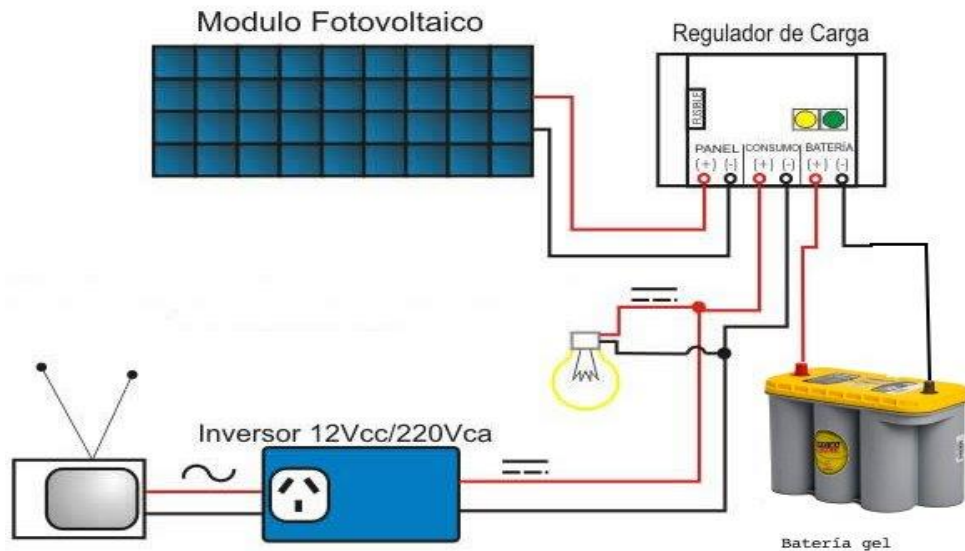 Modulo Fotovoltaico
Regulador de Carga
FUSIBLE
PANEL CONSUMO BATERÍA
(+) (-) (+) (-) (+) (-)
Inversor 12Vcc/220Vca
Batería gel